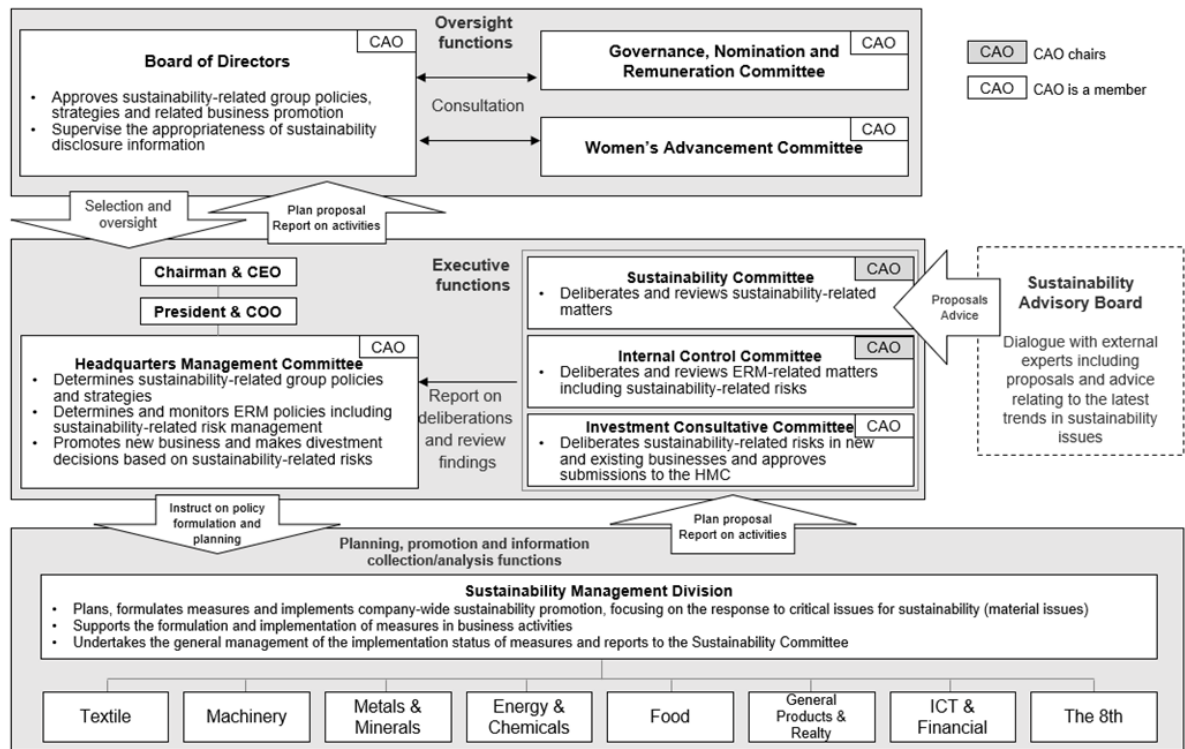 Oversight
functions
CAO
Board of Directors
• Approves sustainability-related group policies,
strategies and related business promotion
• Supervise the appropriateness of sustainability
disclosure information
Consultation
CAO
Governance, Nomination and
Remuneration Committee
CAO
Women's Advancement Committee
CAO CAO chairs
CAO CAO is a member
Selection and
oversight
Plan proposal
Report on activities
Executive
functions
Chairman & CEO
President & COO
CAO
Headquarters Management Committee
• Determines sustainability-related group policies
and strategies
• Determines and monitors ERM policies including
sustainability-related risk management
• Promotes new business and makes divestment
decisions based on sustainability-related risks
Report on
deliberations
and review
findings
CAO
Sustainability Committee
• Deliberates and reviews sustainability-related
matters
CAO
Internal Control Committee
• Deliberates and reviews ERM-related matters
including sustainability-related risks
CAO
Investment Consultative Committee
• Deliberates sustainability-related risks in new
and existing businesses and approves
submissions to the HMC
Proposals
Advice
Sustainability
Advisory Board
Dialogue with external
experts including
proposals and advice
relating to the latest
trends in sustainability
issues
Instruct on policy
formulation and
planning
Plan proposal
Report on activities
Planning, promotion and information
collection/analysis functions
Sustainability Management Division
• Plans, formulates measures and implements company-wide sustainability promotion, focusing on the response to critical issues for sustainability (material issues)
• Supports the formulation and implementation of measures in business activities
• Undertakes the general management of the implementation status of measures and reports to the Sustainability Committee
Textile
Machinery
Metals &
Minerals
Energy &
Chemicals
Food
General
Products &
Realty
ICT &
Financial
The 8th